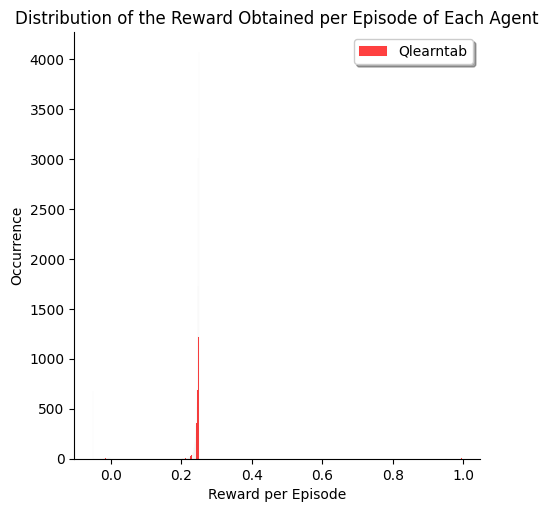 Distribution of the Reward Obtained per Episode of Each Agent
Qlearntab
4000
3500
3000
2500
2000
1500
1000
500
0
Occurrence
0.0 0.2 0.4 0.6 0.8 1.0
Reward per Episode